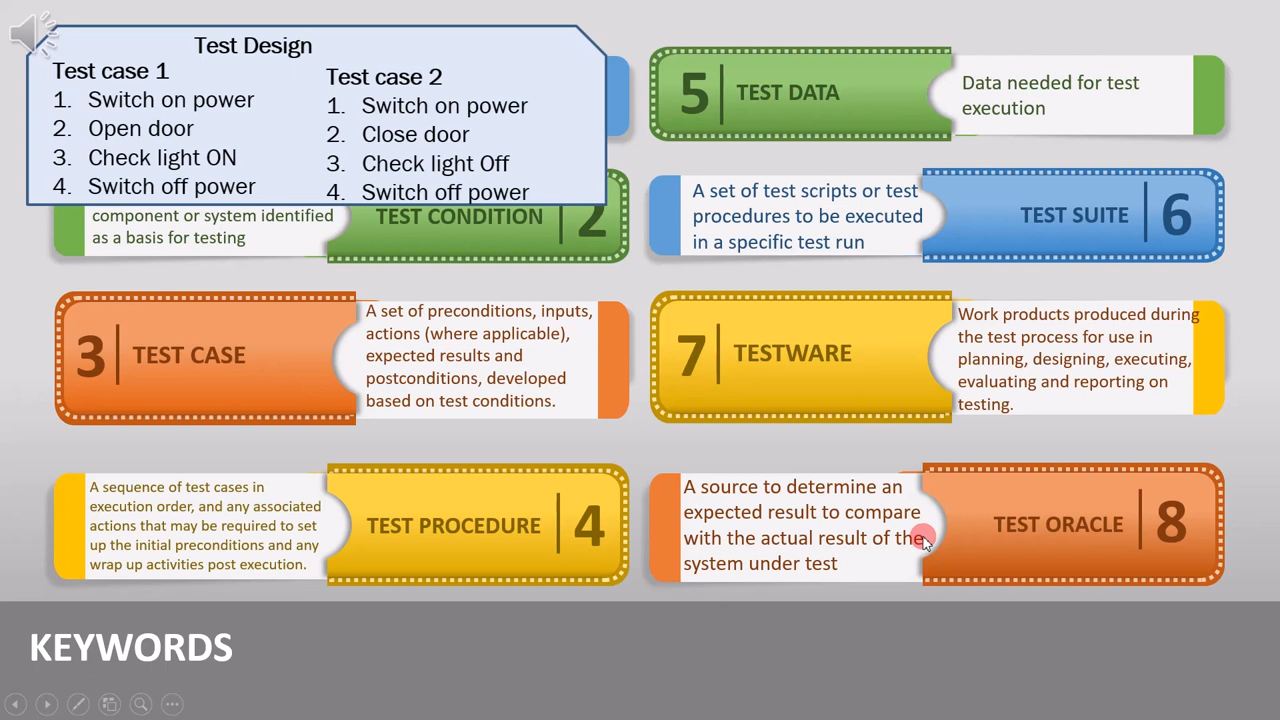 Test Design
Test case 1
1. Switch on power
2. Open door
3. Check light ON
4. Switch off power
Test case 2
1. Switch on power
2. Close door
3. Check light Off
4. Switch off power
component or system identified
as a basis for testing
TEST CONDITION
2
3
TEST CASE
A set of preconditions, inputs,
actions (where applicable),
expected results and
postconditions, developed
based on test conditions.
A sequence of test cases in
execution order, and any associated
actions that may be required to set
up the initial preconditions and any
wrap up activities post execution.
TEST PROCEDURE
4
5
TEST DATA
Data needed for test
execution
A set of test scripts or test
procedures to be executed
in a specific test run
TEST SUITE
6
7
TESTWARE
Work products produced during
the test process for use in
planning, designing, executing,
evaluating and reporting on
testing.
A source to determine an
expected result to compare
with the actual result of the
system under test
TEST ORACLE
8
KEYWORDS